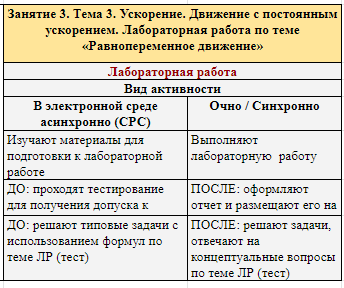 Занятие 3. Тема 3. Ускорение. Движение с постоянным
ускорением. Лабораторная работа по теме
«Равнопеременное движение»
Лабораторная работа
Вид активности
В электронной среде
асинхронно (СРС)
Очно / Синхронно
Изучают материалы для
подготовки к лабораторной
работе
Выполняют
лабораторную работу
ДО: проходят тестирование
для получения допуска к
ПОСЛЕ: оформляют
отчет и размещают его на
ДО: решают типовые задачи с
использованием формул по
теме ЛР (тест)
ПОСЛЕ: решают задачи,
отвечают на
концептуальные вопросы
по теме ЛР (тест)